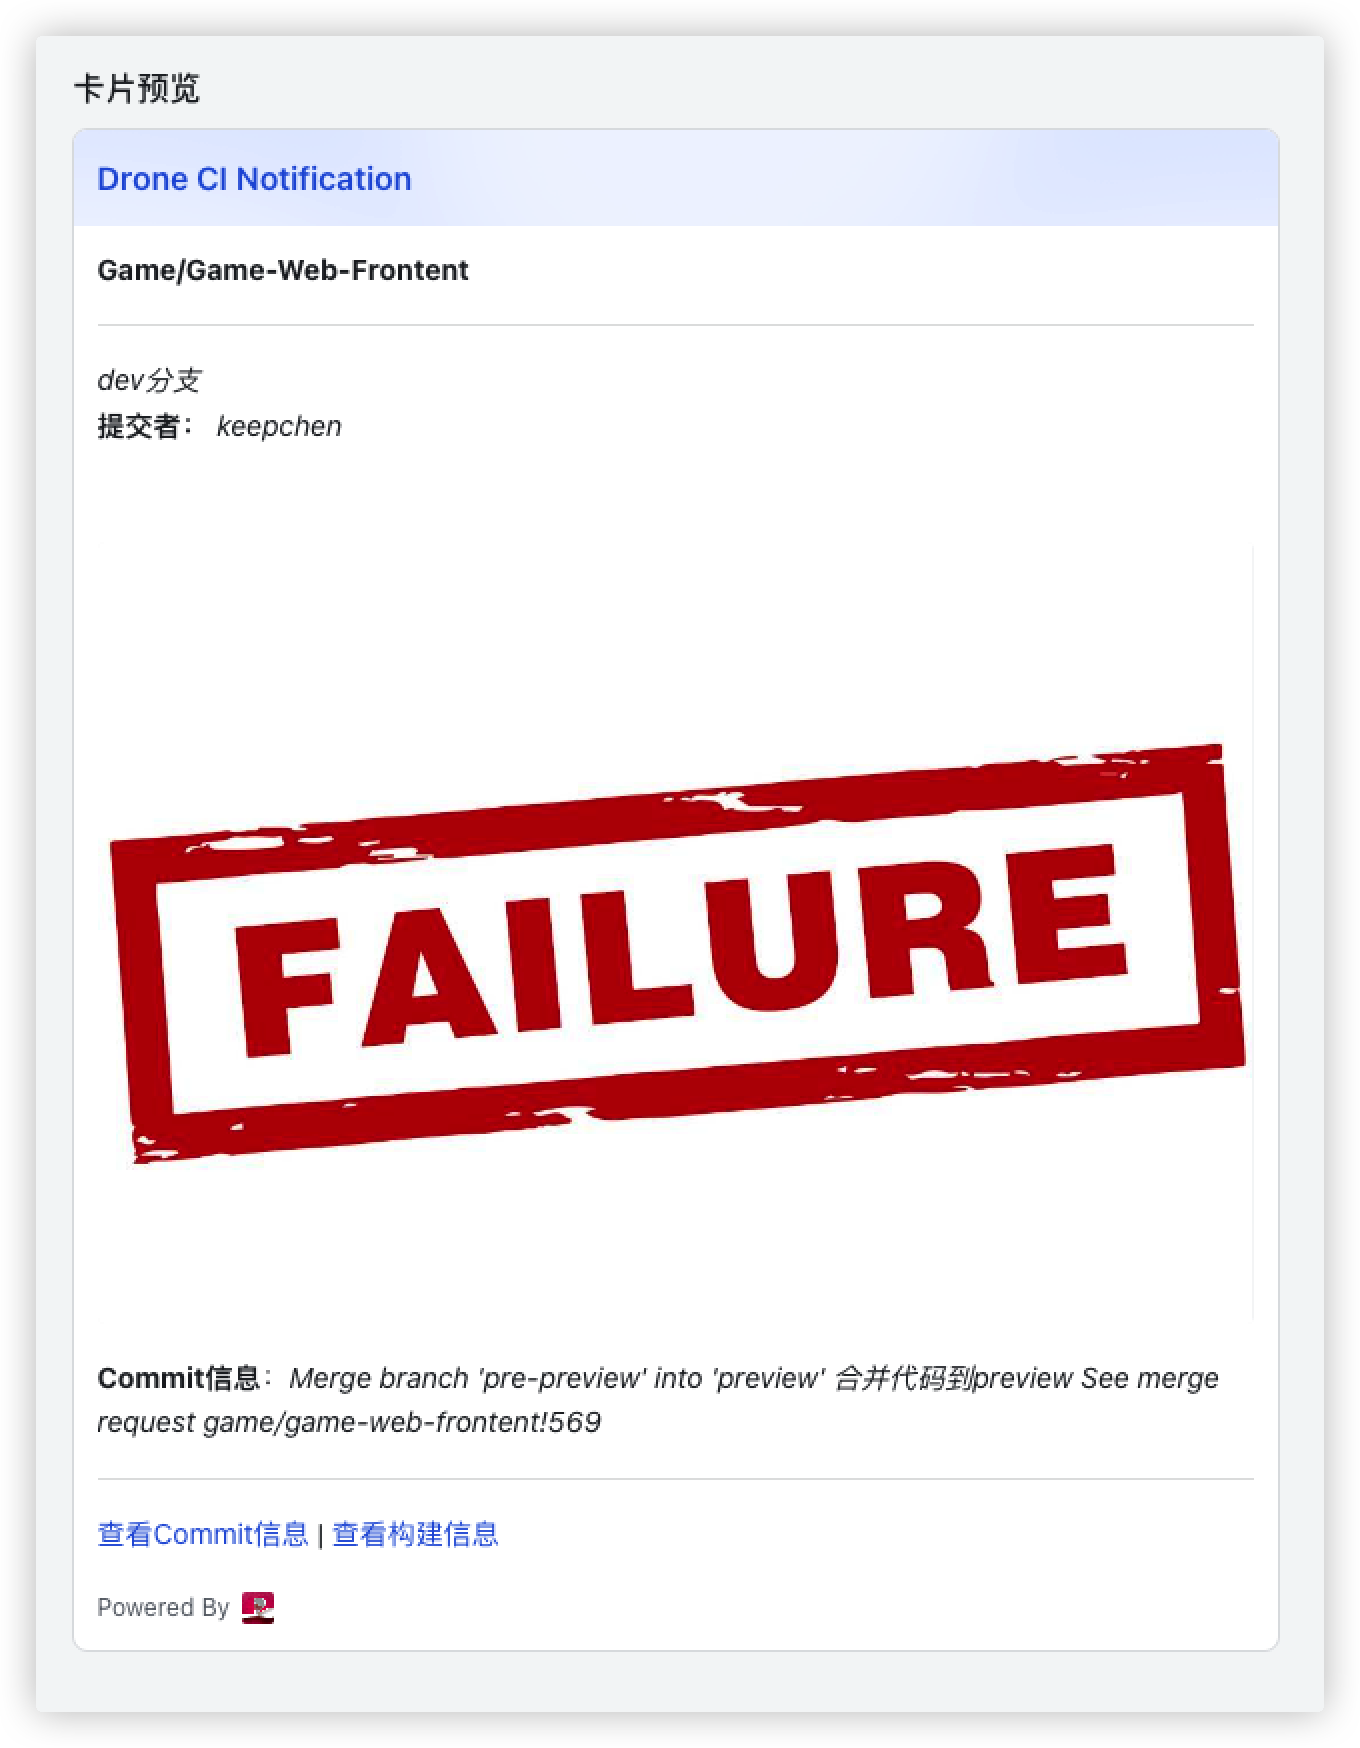 卡片预览
Drone CI Notification
Game/Game-Web-Frontent
dev分支
提交者： keepchen
FAILURE
Commit信息： Merge branch 'pre-preview' into 'preview' 合并代码到preview See merge
request game/game-web-frontent!569
查看Commit信息 | 查看构建信息
Powered By